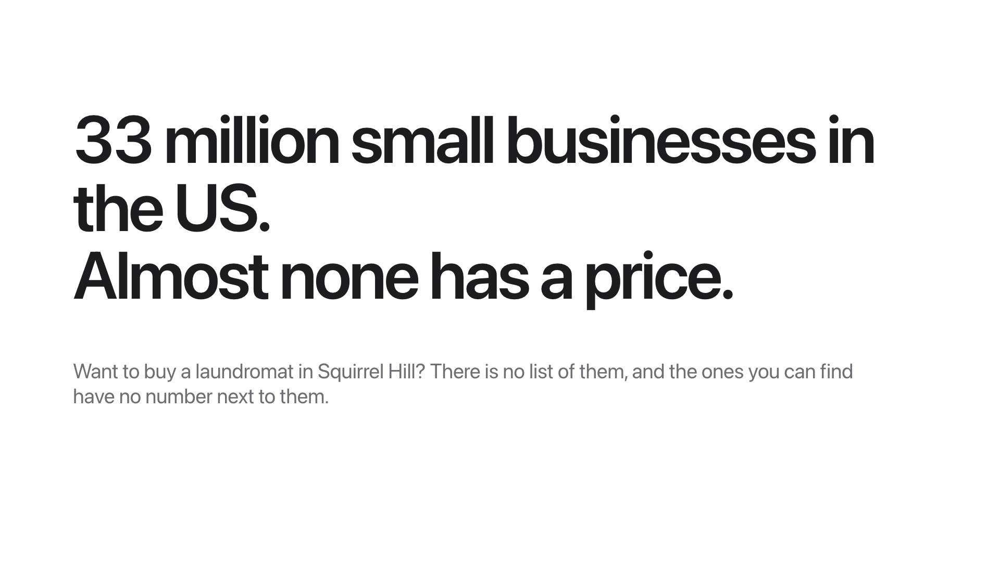 33 million small businesses in
the US.
Almost none has a price.
Want to buy a laundromat in Squirrel Hill? There is no list of them, and the ones you can find
have no number next to them.